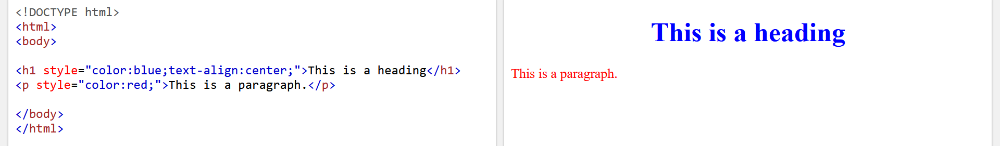 <!DOCTYPE html>
<html>
<body>
<h1 style="color:blue;text-align:center;">This is a heading</h1>
<p style="color:red;">This is a paragraph.</p>
</body>
</html>
This is a heading
This is a paragraph.